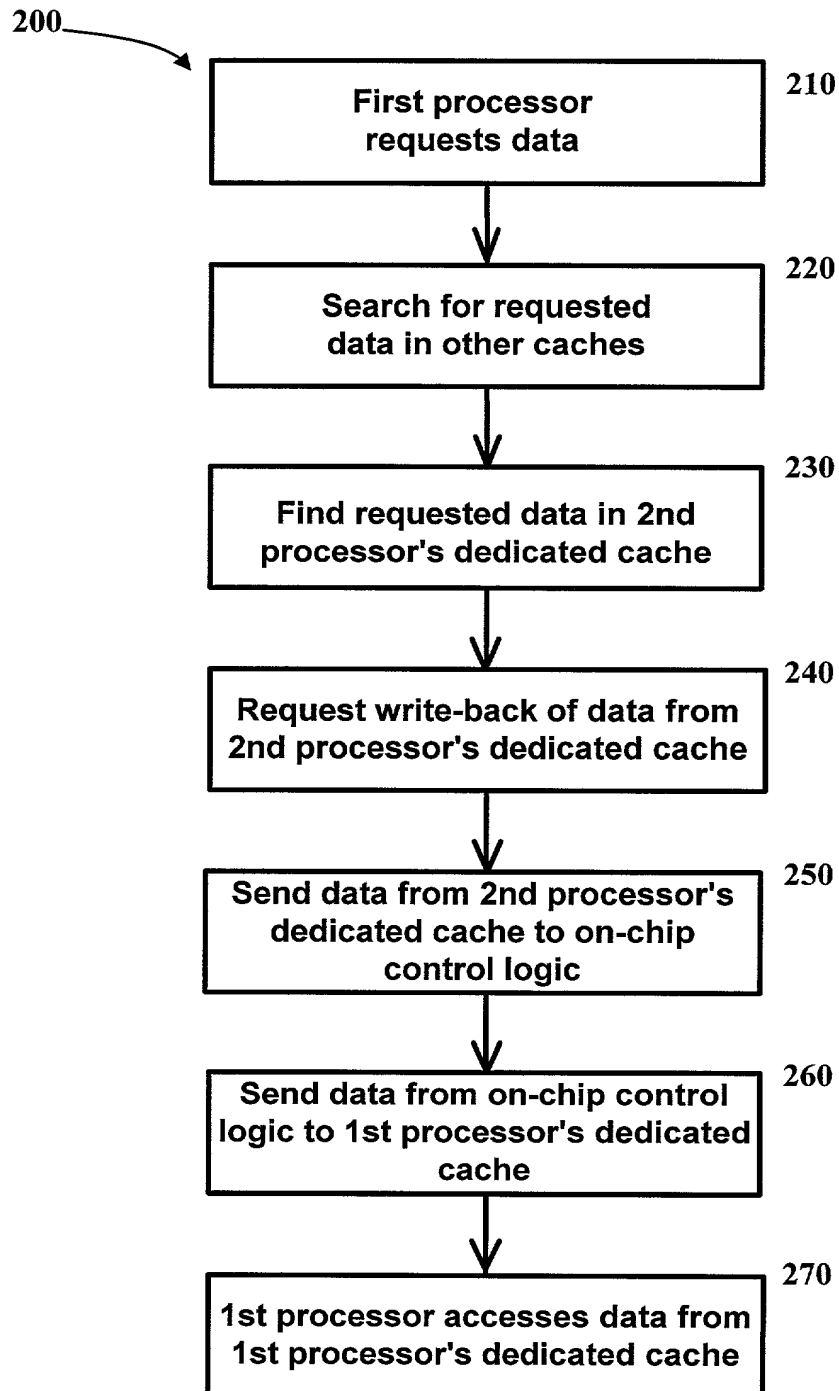 200
210
First processor
requests data
220
Search for requested
data in other caches
230
Find requested data in 2nd
processor's dedicated cache
240
Request write-back of data from
2nd processor's dedicated cache
250
Send data from 2nd processor's
dedicated cache to on-chip
control logic
260
Send data from on-chip control
logic to 1st processor's dedicated
cache
270
1st processor accesses data from
1st processor's dedicated cache